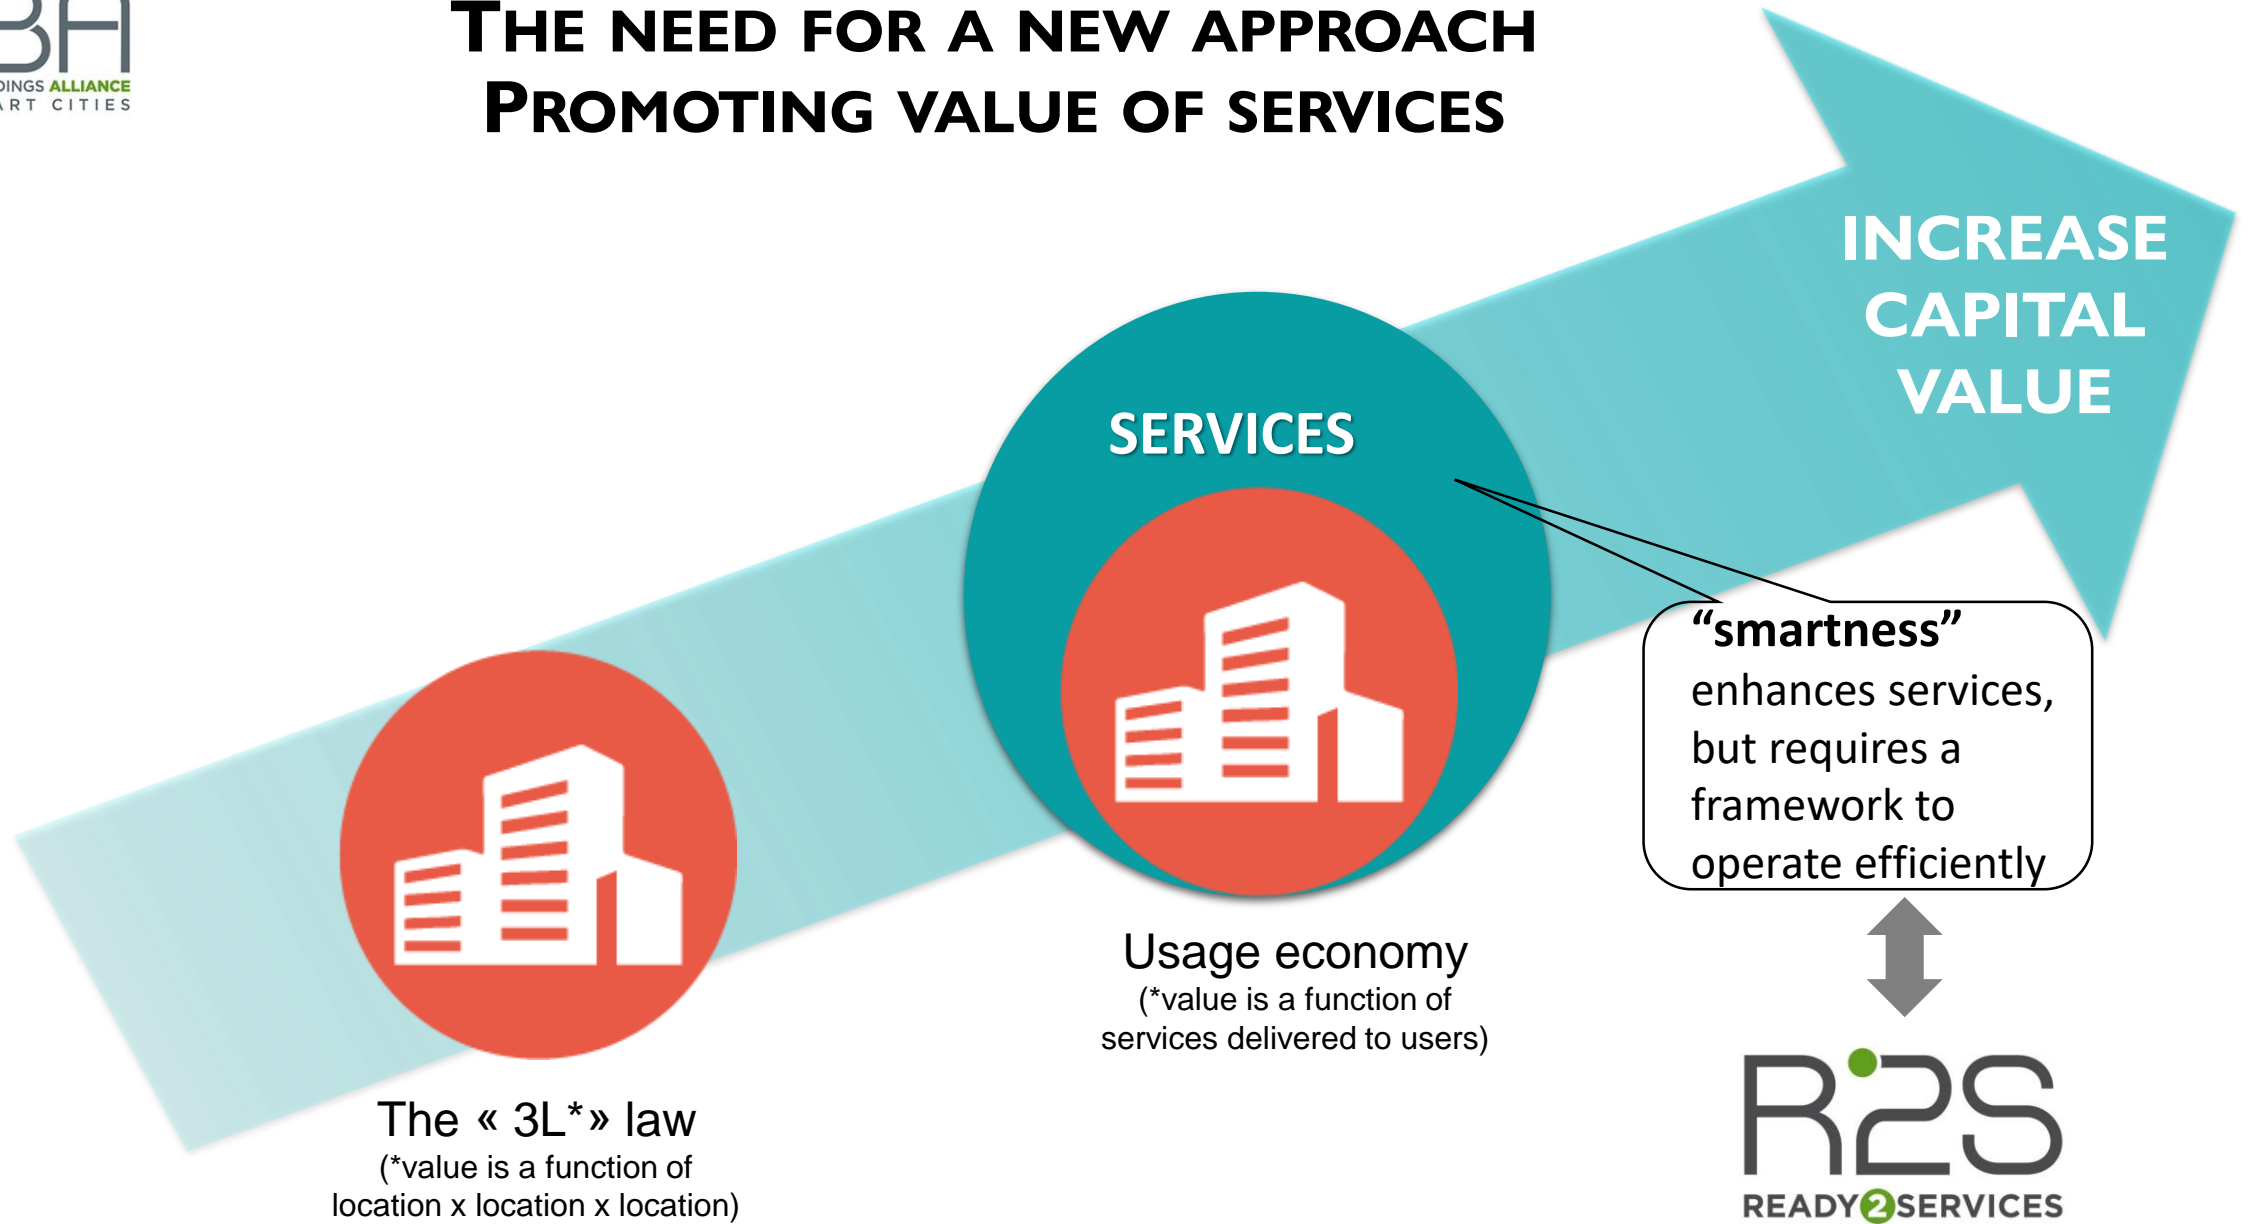 THE NEED FOR A NEW APPROACH
PROMOTING VALUE OF SERVICES
ALLIANCE
CITIES
INCREASE
CAPITAL
VALUE
SERVICES
“smartness”
enhances services,
but requires a
framework to
operate efficiently
Usage economy
(*value is a function of
services delivered to users)
The « 3L*» law
(*value is a function of
location x location x location)
R2S
READY2SERVICES